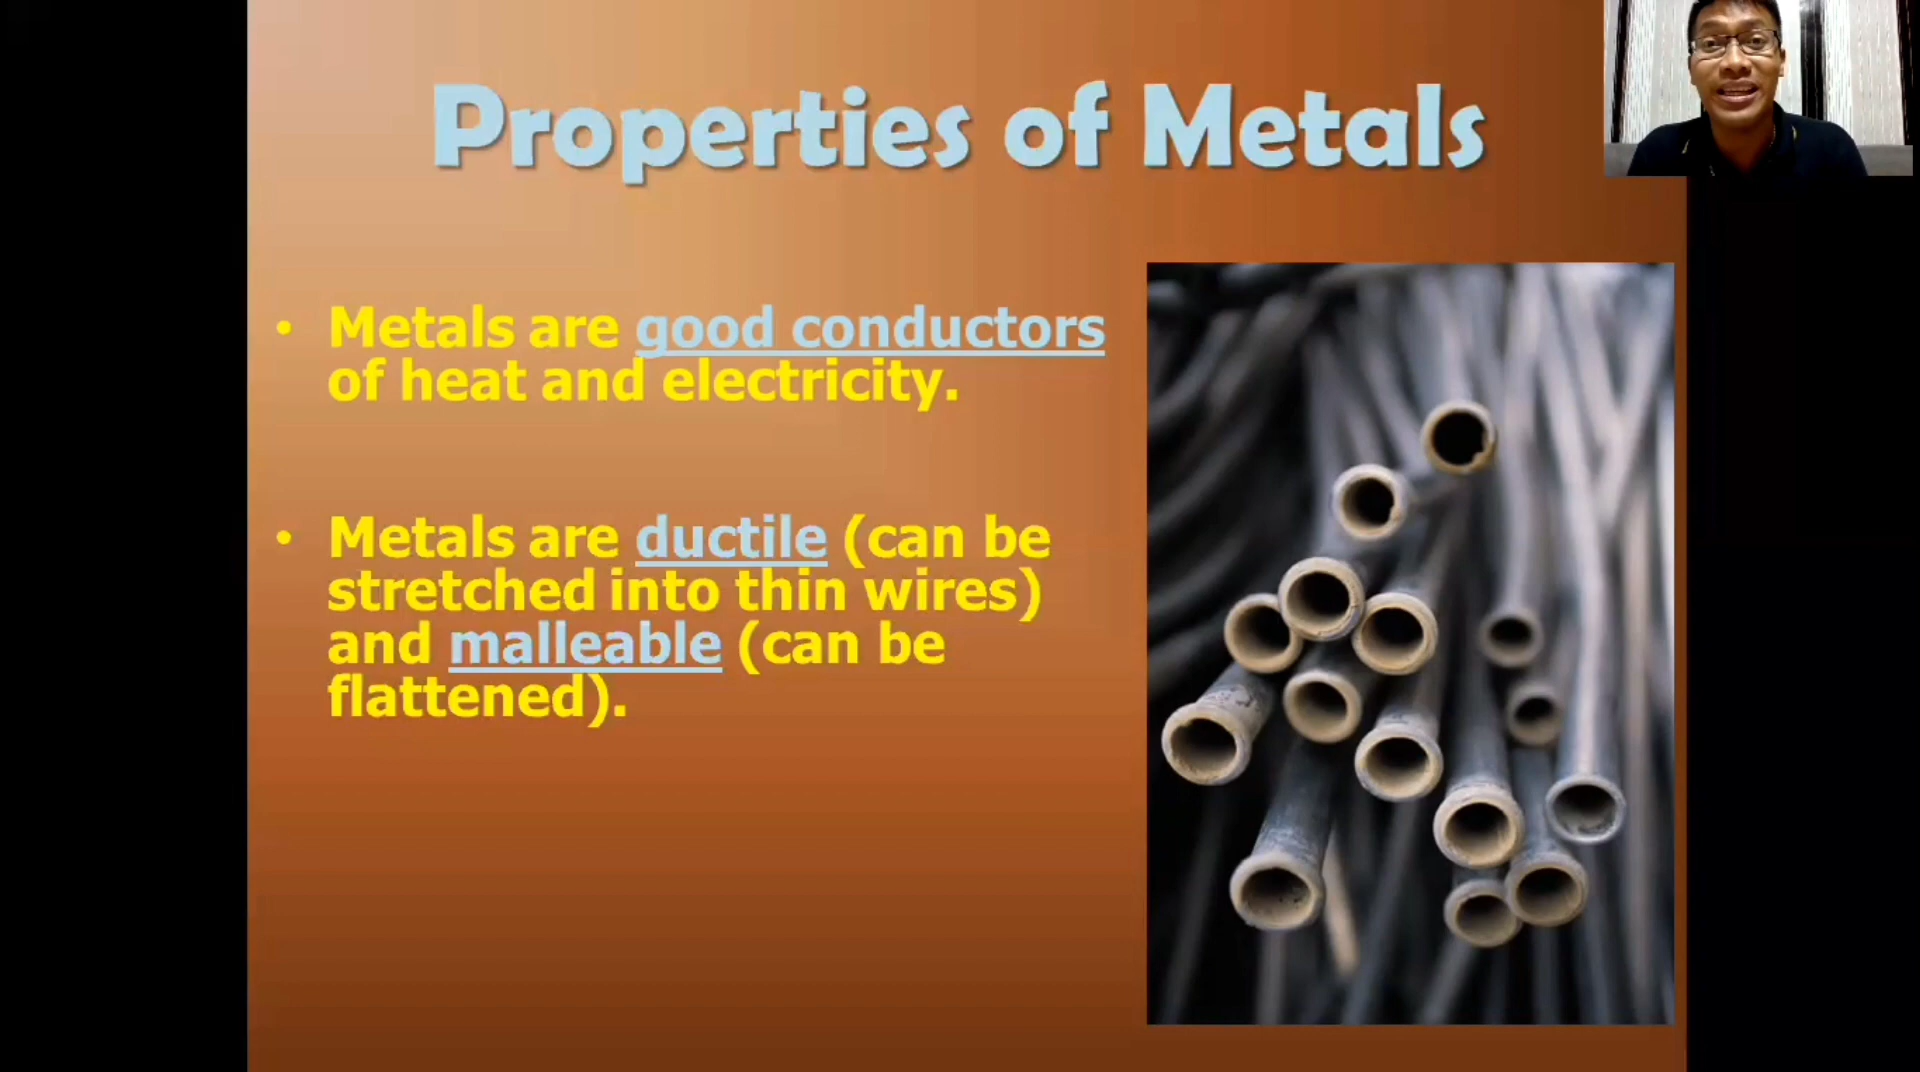 Properties of Metals
• Metals are good conductors
of heat and electricity.
• Metals are ductile (can be
stretched into thin wires)
and malleable (can be
flattened).